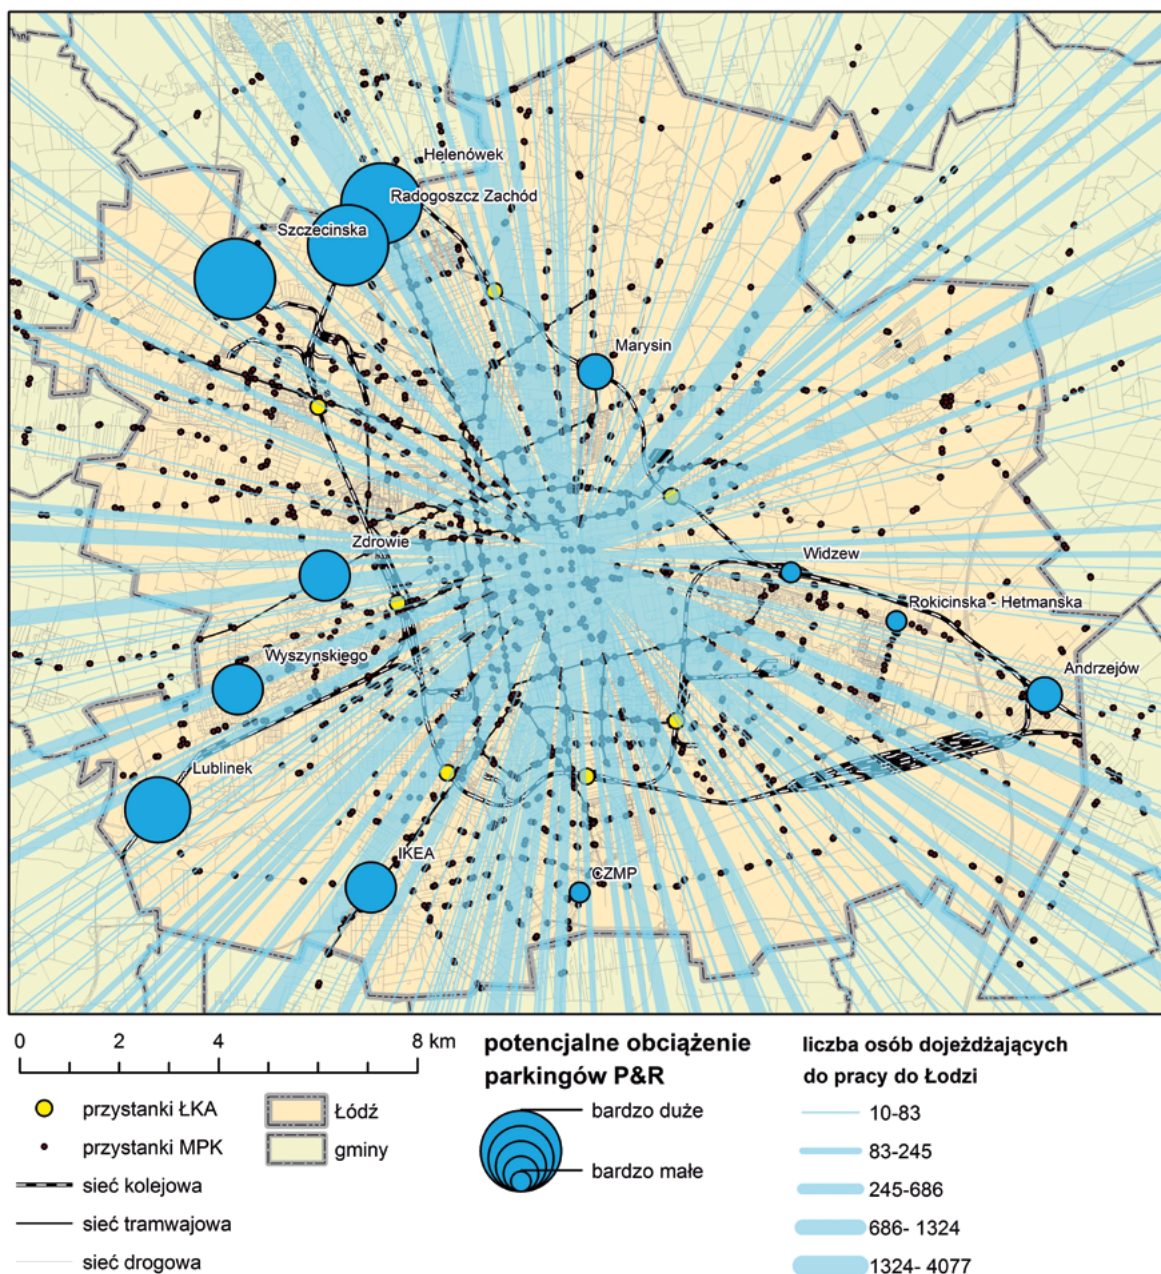 Helenówek
Radogoszcz Zachód
Szczecinska
Marysin
Zdrowie
Widzew
Rokicinska - Hetmanska
Wyszynskiego
Andrzejów
Lublinek
IKEA
CZMP
0 2 4 8 km
przystanki ŁKA
przystanki MPK
sieć kolejowa
sieć tramwajowa
sieć drogowa
Łódź
gminy
potencjalne obciążenie
parkingów P&R
bardzo duże
bardzo małe
liczba osób dojeżdżających
do pracy do Łodzi
10-83
83-245
245-686
686- 1324
1324- 4077